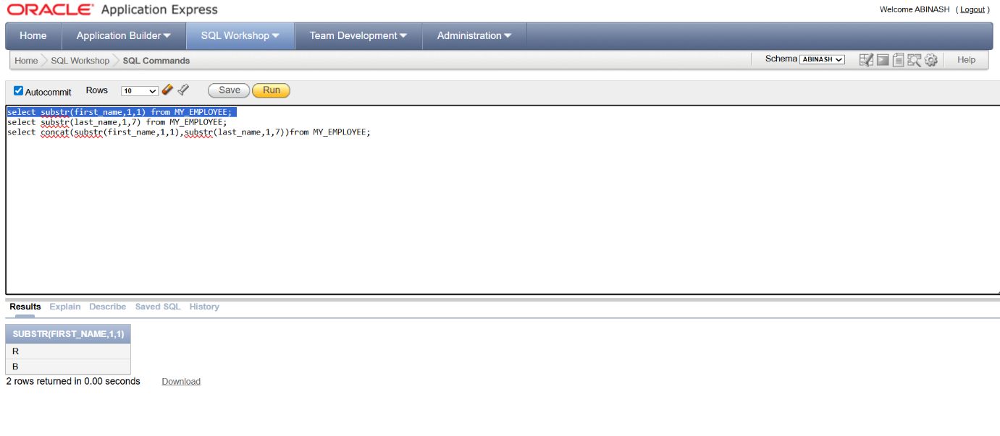 ORACLE® Application Express
Welcome ABINASH ( Logout )
Home Application Builder SQL Workshop Team Development Administration
Home SQL Workshop SQL Commands Schema ABINASH Help
Autocommit Rows 10 Save Run
select substr(first_name,1,1) from MY_EMPLOYEE;
select substr(last_name,1,7) from MY_EMPLOYEE;
select concat(substr(first_name,1,1),substr(last_name,1,7))from MY_EMPLOYEE;
Results Explain Describe Saved SQL History
SUBSTR(FIRST_NAME,1,1)
R
B
2 rows returned in 0.00 seconds Download